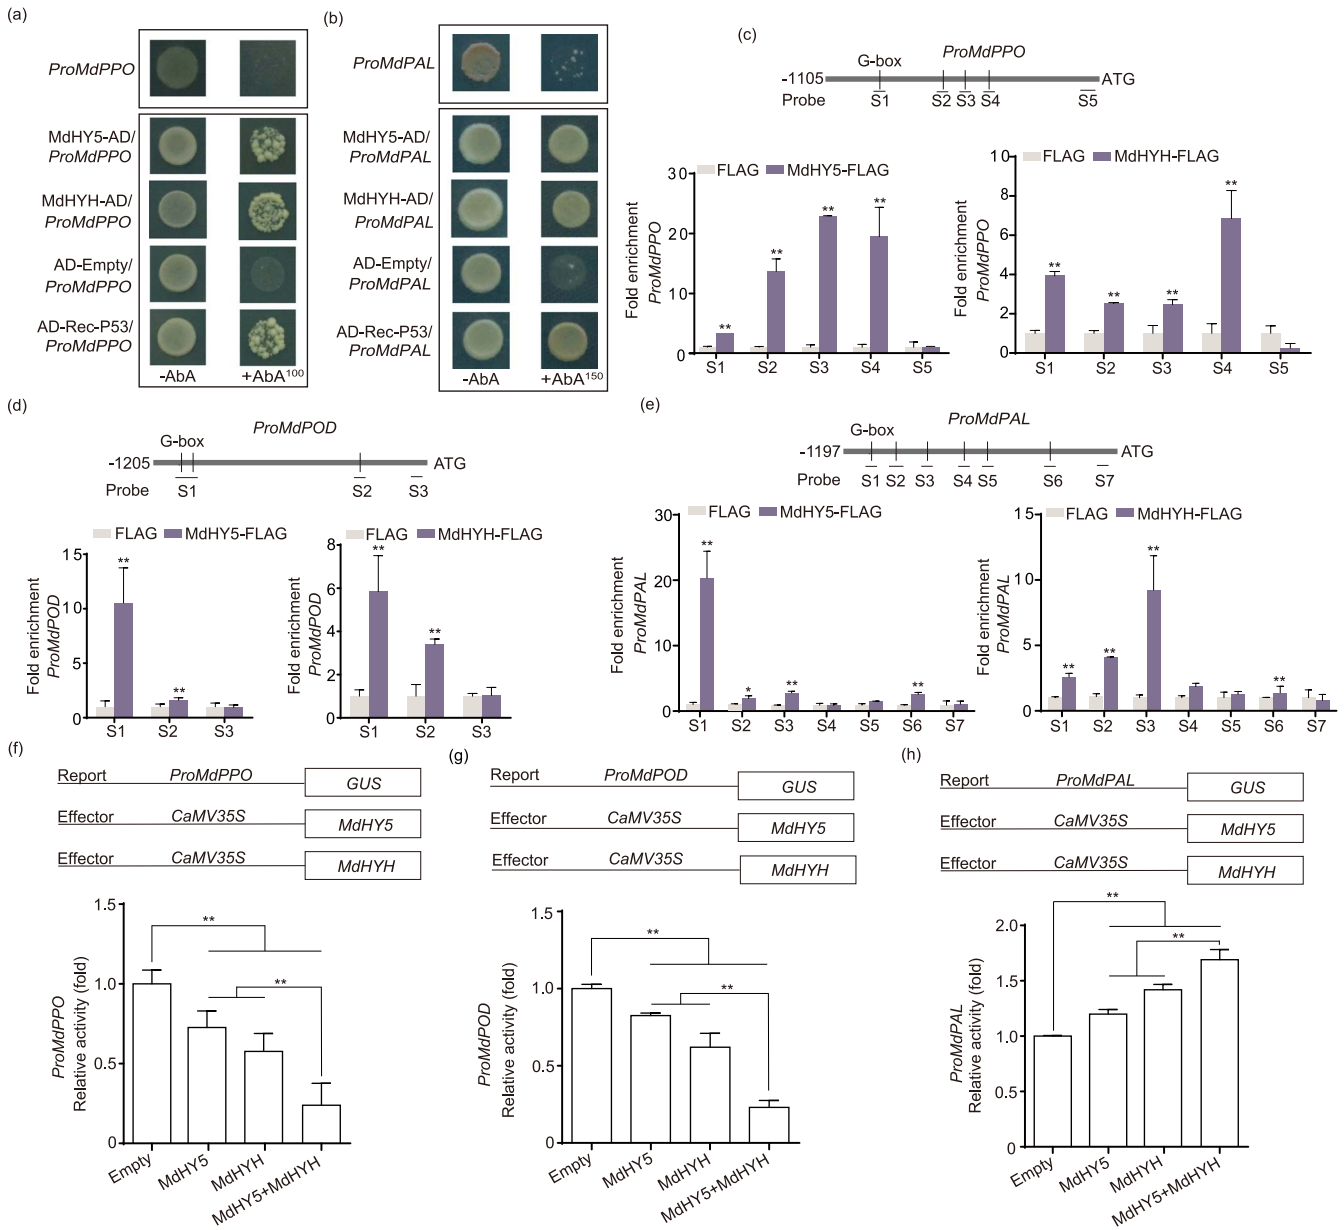 (a)
ProMdPPO
MdHY5-AD/
ProMdPPO
MdHYH-AD/
ProMdPPO
AD-Empty/
ProMdPPO
AD-Rec-P53/
ProMdPPO
-AbA +AbA¹⁰⁰
(b)
ProMdPAL
MdHY5-AD/
ProMdPAL
MdHYH-AD/
ProMdPAL
AD-Empty/
ProMdPAL
AD-Rec-P53/
ProMdPAL
-AbA +AbA¹⁵⁰
(c)
G-box ProMdPPO
-1105 ATG
Probe S1 S2 S3 S4 S5
FLAG MdHY5-FLAG
Fold enrichment
ProMdPPO
30
20
10
0
** ** ** **
S1 S2 S3 S4 S5
FLAG MdHYH-FLAG
Fold enrichment
ProMdPPO
10
8
6
4
2
0
** ** ** **
S1 S2 S3 S4 S5
(d)
G-box ProMdPOD
-1205 ATG
Probe S1 S2 S3
FLAG MdHY5-FLAG
Fold enrichment
ProMdPOD
15
10
5
0
** **
S1 S2 S3
FLAG MdHYH-FLAG
Fold enrichment
ProMdPOD
8
6
4
2
0
** **
S1 S2 S3
(e)
G-box ProMdPAL
-1197 ATG
Probe S1 S2 S3 S4 S5 S6 S7
FLAG MdHY5-FLAG
Fold enrichment
ProMdPAL
30
20
10
0
** * ** **
S1 S2 S3 S4 S5 S6 S7
FLAG MdHYH-FLAG
Fold enrichment
ProMdPAL
15
10
5
0
** ** ** **
S1 S2 S3 S4 S5 S6 S7
(f)
Report ProMdPPO GUS
Effector CaMV35S MdHY5
Effector CaMV35S MdHYH
ProMdPPO
Relative activity (fold)
1.5
1.0
0.5
0
**
**
Empty MdHY5 MdHYH MdHY5+MdHYH
(g)
Report ProMdPOD GUS
Effector CaMV35S MdHY5
Effector CaMV35S MdHYH
ProMdPOD
Relative activity (fold)
1.5
1.0
0.5
0
**
**
Empty MdHY5 MdHYH MdHY5+MdHYH
(h)
Report ProMdPAL GUS
Effector CaMV35S MdHY5
Effector CaMV35S MdHYH
ProMdPAL
Relative activity (fold)
2.0
1.5
1.0
0.5
0
**
**
Empty MdHY5 MdHYH MdHY5+MdHYH